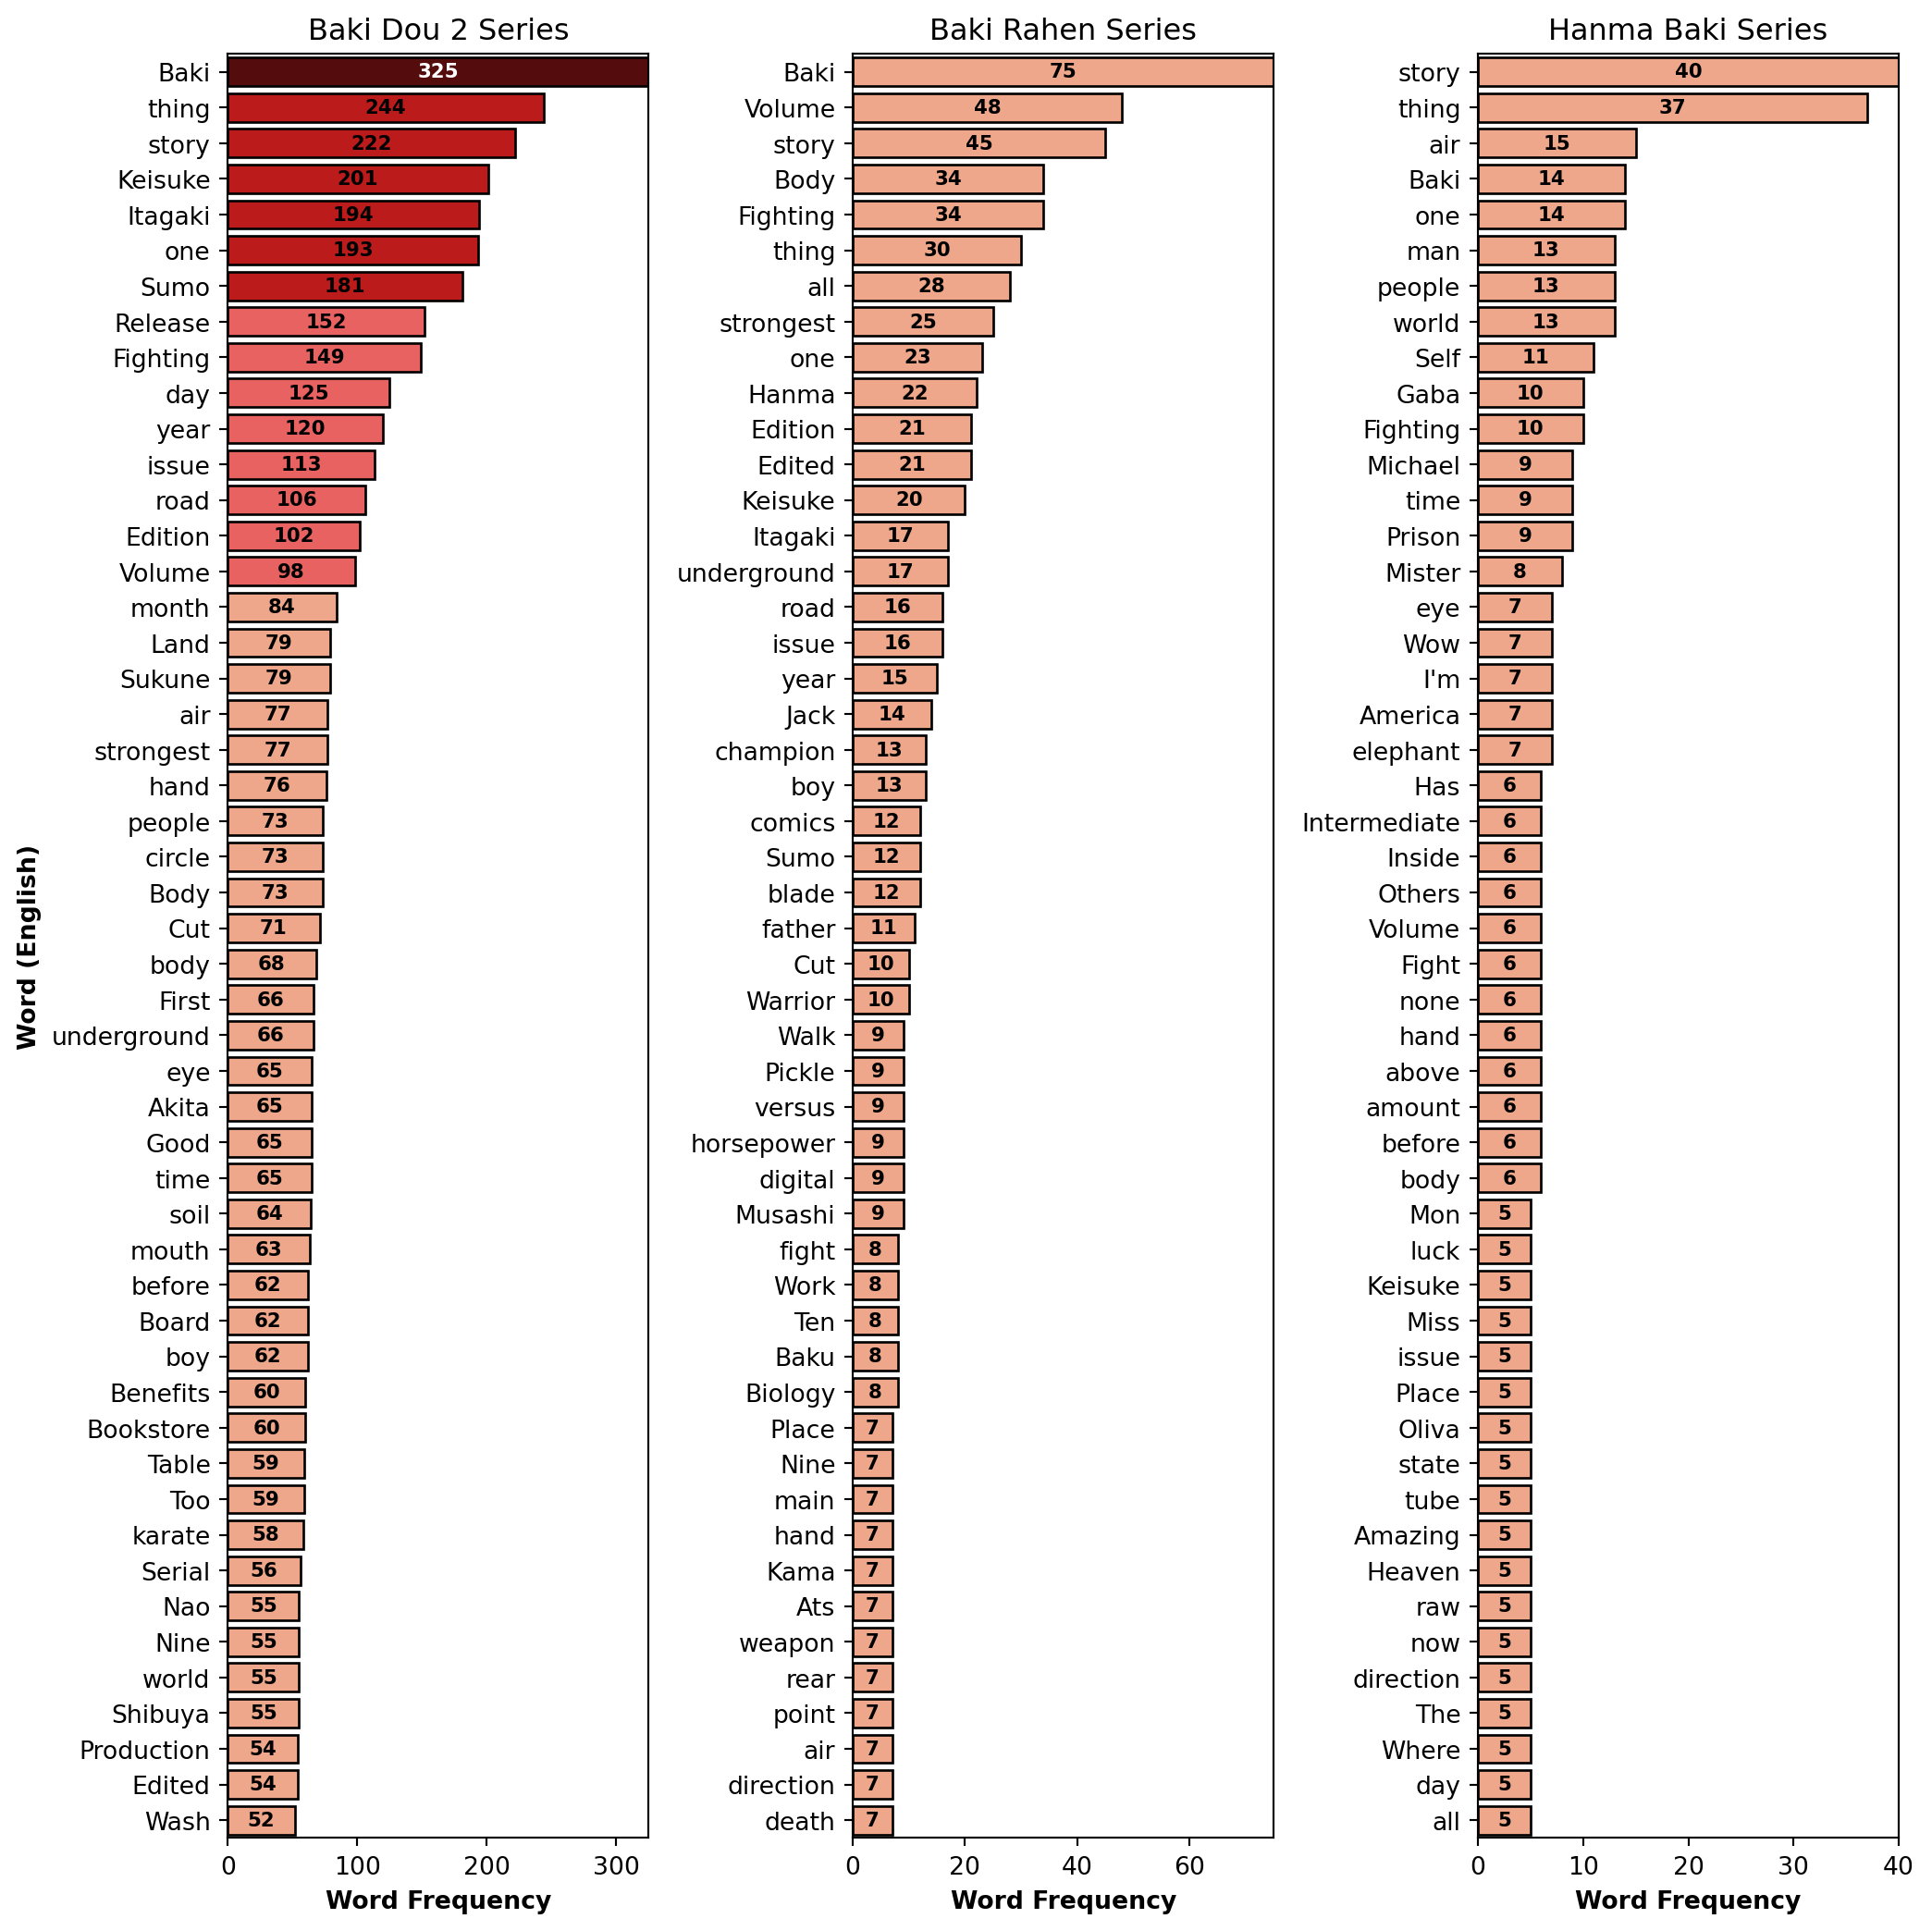 Baki Dou 2 Series
Word (English)
Baki 325
thing 244
story 222
Keisuke 201
Itagaki 194
one 193
Sumo 181
Release 152
Fighting 149
day 125
year 120
issue 113
road 106
Edition 102
Volume 98
month 84
Land 79
Sukune 79
air 77
strongest 77
hand 76
people 73
circle 73
Body 73
Cut 71
body 68
First 66
underground 66
eye 65
Akita 65
Good 65
time 65
soil 64
mouth 63
before 62
Board 62
boy 62
Benefits 60
Bookstore 60
Table 59
Too 59
karate 58
Serial 56
Nao 55
Nine 55
world 55
Shibuya 55
Production 54
Edited 54
Wash 52
0 100 200 300
Word Frequency
Baki Rahen Series
Baki 75
Volume 48
story 45
Body 34
Fighting 34
thing 30
all 28
strongest 25
one 23
Hanma 22
Edition 21
Edited 21
Keisuke 20
Itagaki 17
underground 17
road 16
issue 16
year 15
Jack 14
champion 13
boy 13
comics 12
Sumo 12
blade 12
father 11
Cut 10
Warrior 10
Walk 9
Pickle 9
versus 9
horsepower 9
digital 9
Musashi 9
fight 8
Work 8
Ten 8
Baku 8
Biology 8
Place 7
Nine 7
main 7
hand 7
Kama 7
Ats 7
weapon 7
rear 7
point 7
air 7
direction 7
death 7
0 20 40 60
Word Frequency
Hanma Baki Series
story 40
thing 37
air 15
Baki 14
one 14
man 13
people 13
world 13
Self 11
Gaba 10
Fighting 10
Michael 9
time 9
Prison 9
Mister 8
eye 7
Wow 7
I'm 7
America 7
elephant 7
Has 6
Intermediate 6
Inside 6
Others 6
Volume 6
Fight 6
none 6
hand 6
above 6
amount 6
before 6
body 6
Mon 5
luck 5
Keisuke 5
Miss 5
issue 5
Place 5
Oliva 5
state 5
tube 5
Amazing 5
Heaven 5
raw 5
now 5
direction 5
The 5
Where 5
day 5
all 5
0 10 20 30 40
Word Frequency